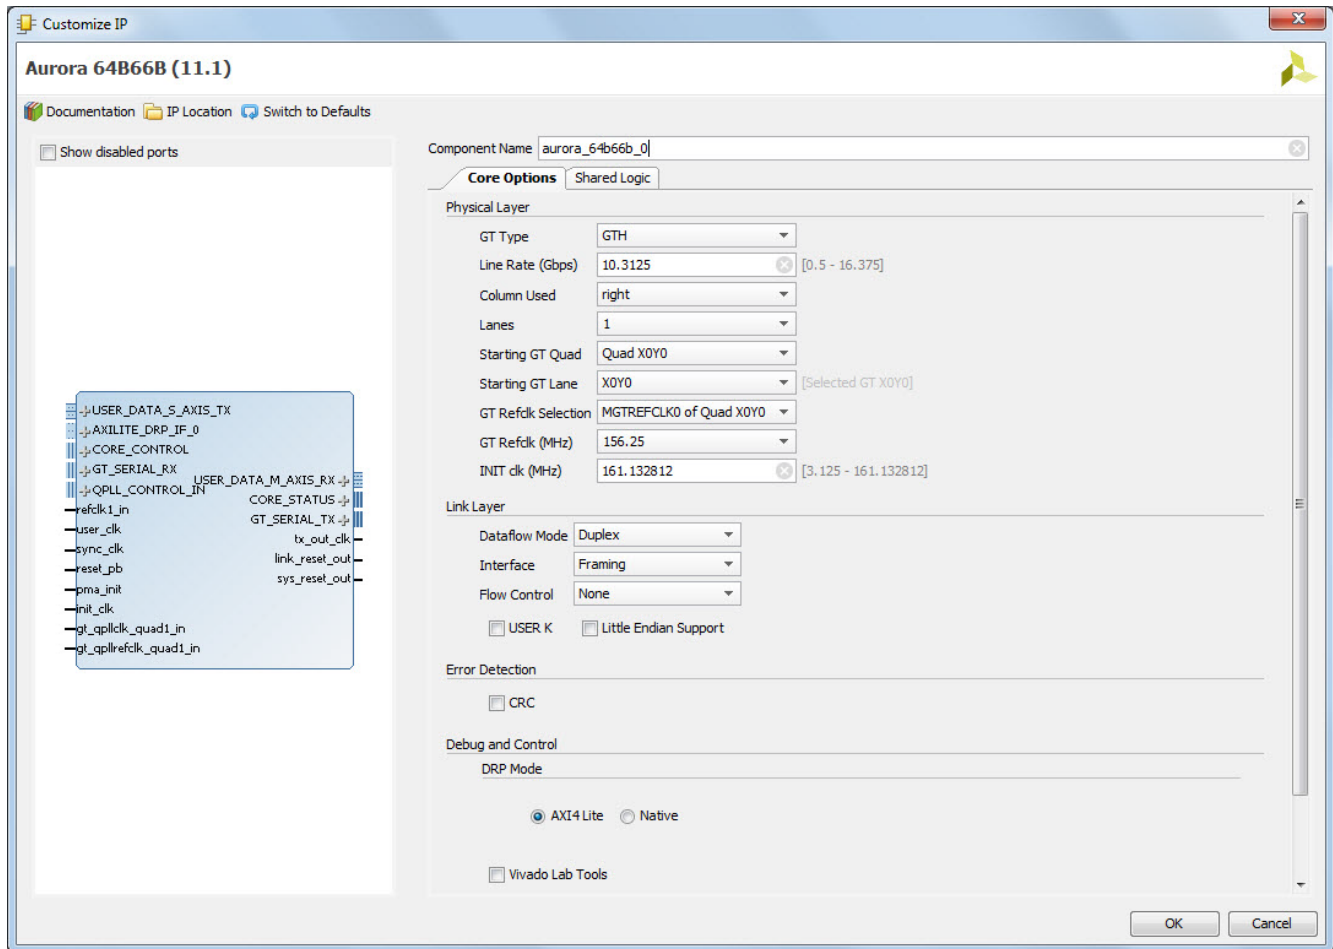 Customize IP
Aurora 64B66B (11.1)
Documentation IP Location Switch to Defaults
Show disabled ports
USER_DATA_S_AXIS_TX
AXILITE_DRP_IF_0
CORE_CONTROL
GT_SERIAL_RX
QPLL_CONTROL_IN
refclk1_in
user_clk
sync_clk
reset_pb
pma_init
init_clk
gt_qpllclk_quad1_in
gt_qpllrefclk_quad1_in
USER_DATA_M_AXIS_RX
CORE_STATUS
GT_SERIAL_TX
tx_out_clk
link_reset_out
sys_reset_out
Component Name aurora_64b66b_0
Core Options Shared Logic
Physical Layer
GT Type GTH
Line Rate (Gbps) 10.3125 [0.5 - 16.375]
Column Used right
Lanes 1
Starting GT Quad Quad X0Y0
Starting GT Lane X0Y0 [Selected GT X0Y0]
GT Refclk Selection MGTREFCLK0 of Quad X0Y0
GT Refclk (MHz) 156.25
INIT clk (MHz) 161.132812 [3.125 - 161.132812]
Link Layer
Dataflow Mode Duplex
Interface Framing
Flow Control None
USER K Little Endian Support
Error Detection
CRC
Debug and Control
DRP Mode
AXI4 Lite Native
Vivado Lab Tools
OK Cancel